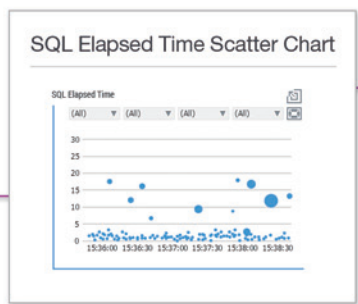 SQL Elapsed Time Scatter Chart
SQL Elapsed Time
(All) (All) (All) (All)
30
25
20
15
10
5
0
15:36:00 15:36:30 15:37:00 15:37:30 15:38:00 15:38:30